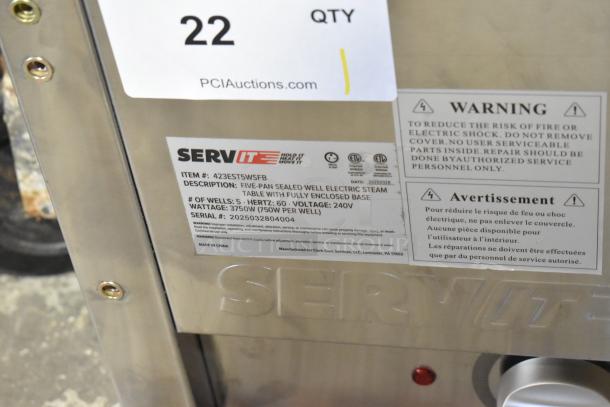 22
QTY
1
PCIAuctions.com
SERVIT
HOLD IT
HEAT IT
MOVE IT
ITEM #: 423EST5WSFB
DATE: 20250328
DESCRIPTION: FIVE-PAN SEALED WELL ELECTRIC STEAM
TABLE WITH FULLY ENCLOSED BASE
# OF WELLS: 5 · HERTZ: 60 · VOLTAGE: 240V
WATTAGE: 3750W (750W PER WELL)
SERIAL #: 2025032804004
MADE IN CHINA
WARNING
TO REDUCE THE RISK OF FIRE OR
ELECTRIC SHOCK. DO NOT REMOVE
COVER.NO USER SERVICEABLE
PARTS INSIDE.REPAIR SHOULD BE
DONE BYAUTHORIZED SERVICE
PERSONNEL ONLY.
Avertissement
Pour réduire le risque de feu ou choc
électrique, ne pas enlever le couvercle.
Aucune pièce disponible pour
l'utilisateur à l'intérieur.
Les réparations ne doivent être effectuées
que par du personnel de service autorisé.
SERVIT